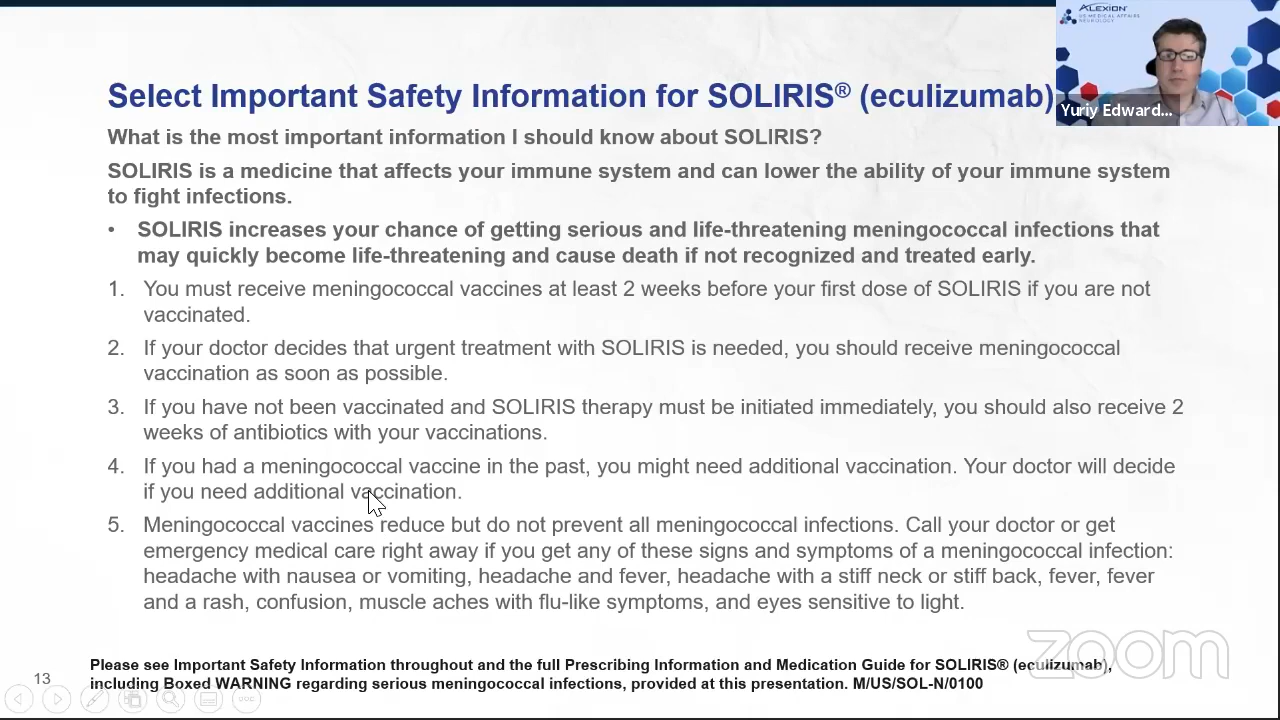 ALEXION
US MEDICAL AFFAIRS
NEUROLOGY
Yuriy Edward...
Select Important Safety Information for SOLIRIS® (eculizumab)
What is the most important information I should know about SOLIRIS?
SOLIRIS is a medicine that affects your immune system and can lower the ability of your immune system
to fight infections.
• SOLIRIS increases your chance of getting serious and life-threatening meningococcal infections that
may quickly become life-threatening and cause death if not recognized and treated early.
1. You must receive meningococcal vaccines at least 2 weeks before your first dose of SOLIRIS if you are not
vaccinated.
2. If your doctor decides that urgent treatment with SOLIRIS is needed, you should receive meningococcal
vaccination as soon as possible.
3. If you have not been vaccinated and SOLIRIS therapy must be initiated immediately, you should also receive 2
weeks of antibiotics with your vaccinations.
4. If you had a meningococcal vaccine in the past, you might need additional vaccination. Your doctor will decide
if you need additional vaccination.
5. Meningococcal vaccines reduce but do not prevent all meningococcal infections. Call your doctor or get
emergency medical care right away if you get any of these signs and symptoms of a meningococcal infection:
headache with nausea or vomiting, headache and fever, headache with a stiff neck or stiff back, fever, fever
and a rash, confusion, muscle aches with flu-like symptoms, and eyes sensitive to light.
zoom
13
Please see Important Safety Information throughout and the full Prescribing Information and Medication Guide for SOLIRIS® (eculizumab),
including Boxed WARNING regarding serious meningococcal infections, provided at this presentation. M/US/SOL-N/0100